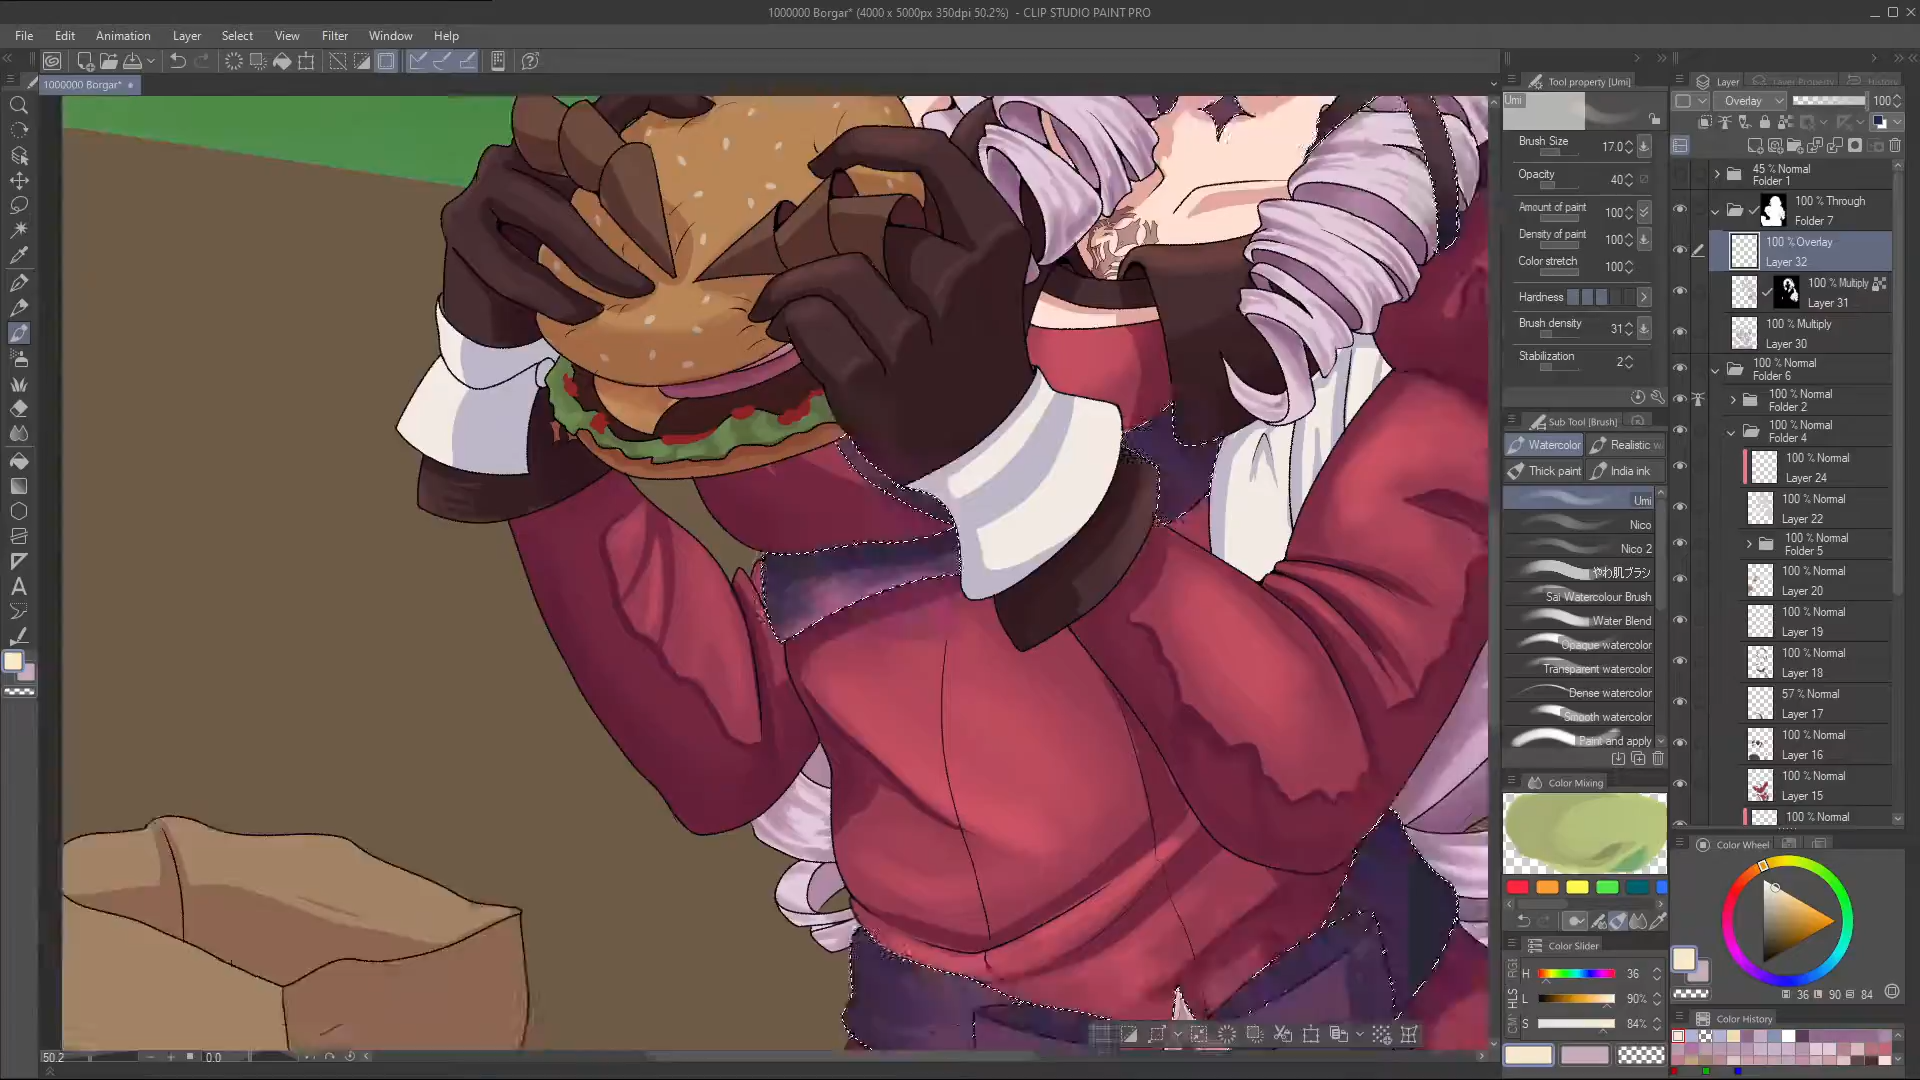 1000000 Borgar* (4000 x 5000px 350dpi 50.2%) - CLIP STUDIO PAINT PRO
File Edit Animation Layer Select View Filter Window Help
1000000 Borgar*
Tool property [Umi]
Umi
Brush Size 17.0
Opacity 40
Amount of paint 100
Density of paint 100
Color stretch 100
Hardness
Brush density 31
Stabilization 2
Sub Tool [Brush]
Watercolor Realistic w
Thick paint India ink
Umi
Nico
Nico 2
やわ肌ブラシ
Sai Watercolour Brush
Water Blend
Opaque watercolor
Transparent watercolor
Dense watercolor
Smooth watercolor
Paint and apply
Color Mixing
Color Slider
H 36
L 90%
S 84%
RGB
HLS
Layer Layer Property History
Overlay 100
45 % Normal
Folder 1
100 % Through
Folder 7
100 % Overlay
Layer 32
100 % Multiply
Layer 31
100 % Multiply
Layer 30
100 % Normal
Folder 6
100 % Normal
Folder 2
100 % Normal
Folder 4
100 % Normal
Layer 24
100 % Normal
Layer 22
100 % Normal
Folder 5
100 % Normal
Layer 20
100 % Normal
Layer 19
100 % Normal
Layer 18
57 % Normal
Layer 17
100 % Normal
Layer 16
100 % Normal
Layer 15
100 % Normal
Color Wheel
H 36 L 90 S 84
Color History
50.2 0.0